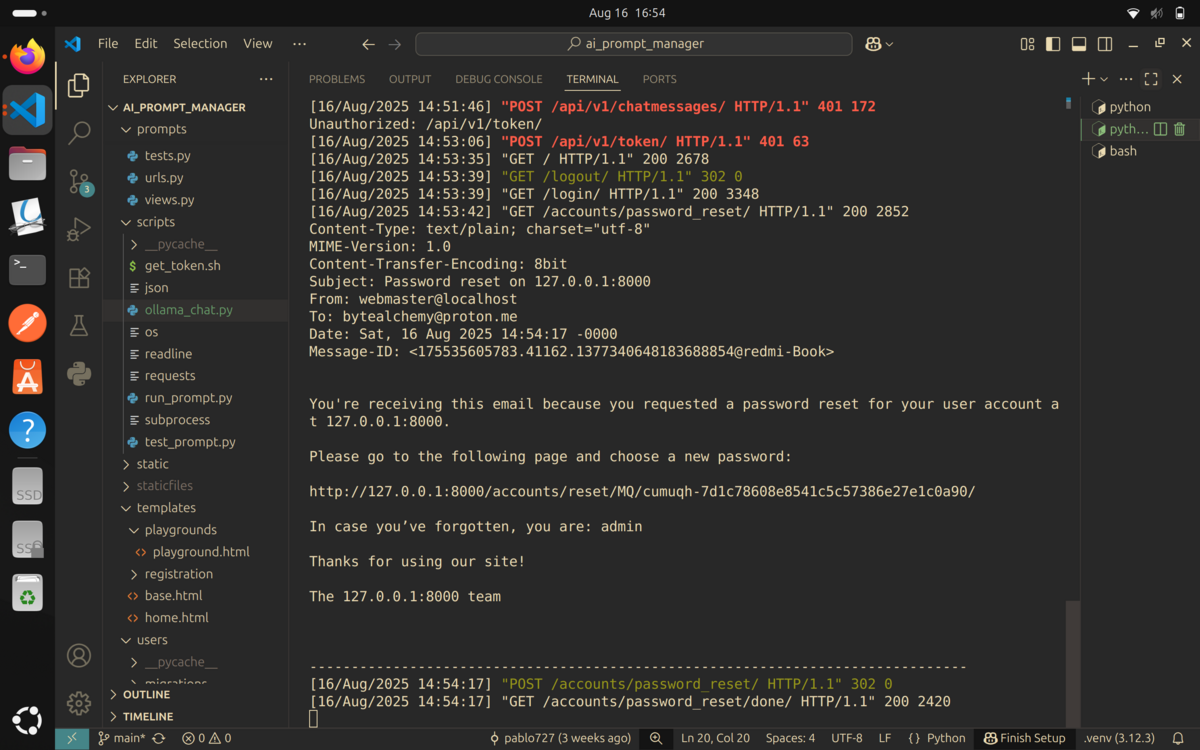 Aug 16 16:54
File Edit Selection View ···
ai_prompt_manager
EXPLORER ···
AI_PROMPT_MANAGER
prompts
tests.py
urls.py
views.py
scripts
__pycache__
$ get_token.sh
json
ollama_chat.py
os
readline
requests
run_prompt.py
subprocess
test_prompt.py
static
staticfiles
templates
playgrounds
<> playground.html
registration
<> base.html
<> home.html
users
__pycache__
migrations
OUTLINE
TIMELINE
3
SSD
PROBLEMS OUTPUT DEBUG CONSOLE TERMINAL PORTS
[16/Aug/2025 14:51:46] "POST /api/v1/chatmessages/ HTTP/1.1" 401 172
Unauthorized: /api/v1/token/
[16/Aug/2025 14:53:06] "POST /api/v1/token/ HTTP/1.1" 401 63
[16/Aug/2025 14:53:35] "GET / HTTP/1.1" 200 2678
[16/Aug/2025 14:53:39] "GET /logout/ HTTP/1.1" 302 0
[16/Aug/2025 14:53:39] "GET /login/ HTTP/1.1" 200 3348
[16/Aug/2025 14:53:42] "GET /accounts/password_reset/ HTTP/1.1" 200 2852
Content-Type: text/plain; charset="utf-8"
MIME-Version: 1.0
Content-Transfer-Encoding: 8bit
Subject: Password reset on 127.0.0.1:8000
From: webmaster@localhost
To: bytealchemy@proton.me
Date: Sat, 16 Aug 2025 14:54:17 -0000
Message-ID: <175535605783.41162.1377340648183688854@redmi-Book>
You're receiving this email because you requested a password reset for your user account a
t 127.0.0.1:8000.
Please go to the following page and choose a new password:
http://127.0.0.1:8000/accounts/reset/MQ/cumuqh-7d1c78608e8541c5c57386e27e1c0a90/
In case you’ve forgotten, you are: admin
Thanks for using our site!
The 127.0.0.1:8000 team
-------------------------------------------------------------------------------
[16/Aug/2025 14:54:17] "POST /accounts/password_reset/ HTTP/1.1" 302 0
[16/Aug/2025 14:54:17] "GET /accounts/password_reset/done/ HTTP/1.1" 200 2420
python
pyth...
bash
main* 0 0 pablo727 (3 weeks ago) Ln 20, Col 20 Spaces: 4 UTF-8 LF {} Python Finish Setup .venv (3.12.3)